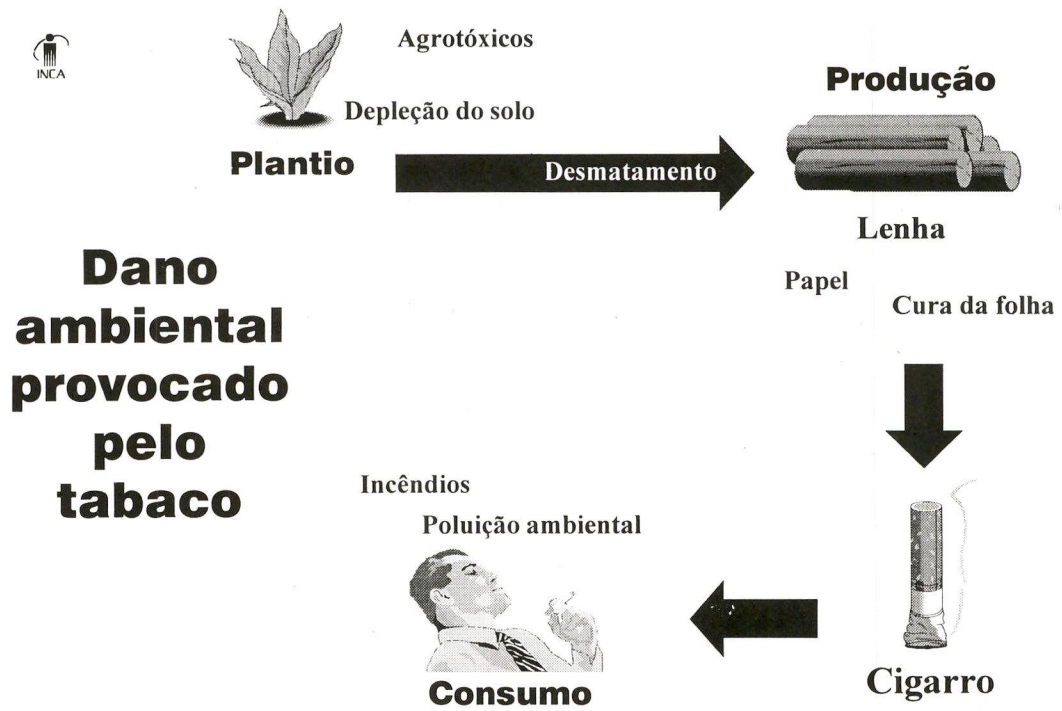 INCA
Agrotóxicos
Depleção do solo
Plantio
Desmatamento
Produção
Lenha
Papel
Cura da folha
Dano
ambiental
provocado
pelo
tabaco
Incêndios
Poluição ambiental
Consumo
Cigarro